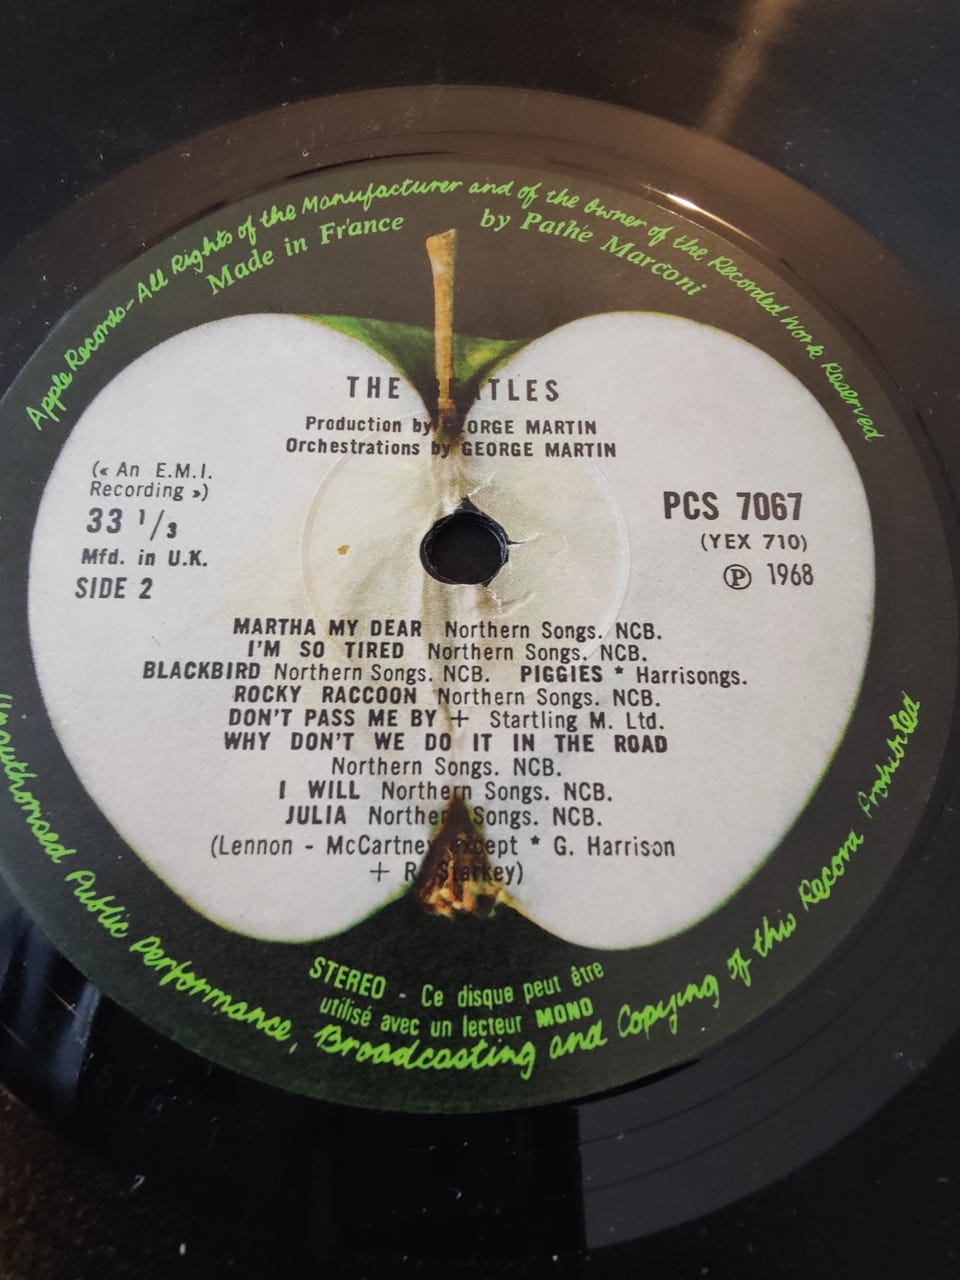 Apple Records - All Rights of the Manufacturer and of the Owner of the Recorded Work Reserved
Made in France by Pathé Marconi
THE BEATLES
Production by GEORGE MARTIN
Orchestrations by GEORGE MARTIN
(« An E.M.I.
Recording »)
33 1/3
Mfd. in U.K.
SIDE 2
PCS 7067
(YEX 710)
Ⓟ 1968
MARTHA MY DEAR Northern Songs. NCB.
I'M SO TIRED Northern Songs. NCB.
BLACKBIRD Northern Songs. NCB. PIGGIES * Harrisongs.
ROCKY RACCOON Northern Songs. NCB.
DON'T PASS ME BY + Startling M. Ltd.
WHY DON'T WE DO IT IN THE ROAD
Northern Songs. NCB.
I WILL Northern Songs. NCB.
JULIA Northern Songs. NCB.
(Lennon - McCartney except * G. Harrison
+ R. Starkey)
STEREO - Ce disque peut être
utilisé avec un lecteur MONO
Unauthorised Public Performance, Broadcasting and Copying of this Record Prohibited